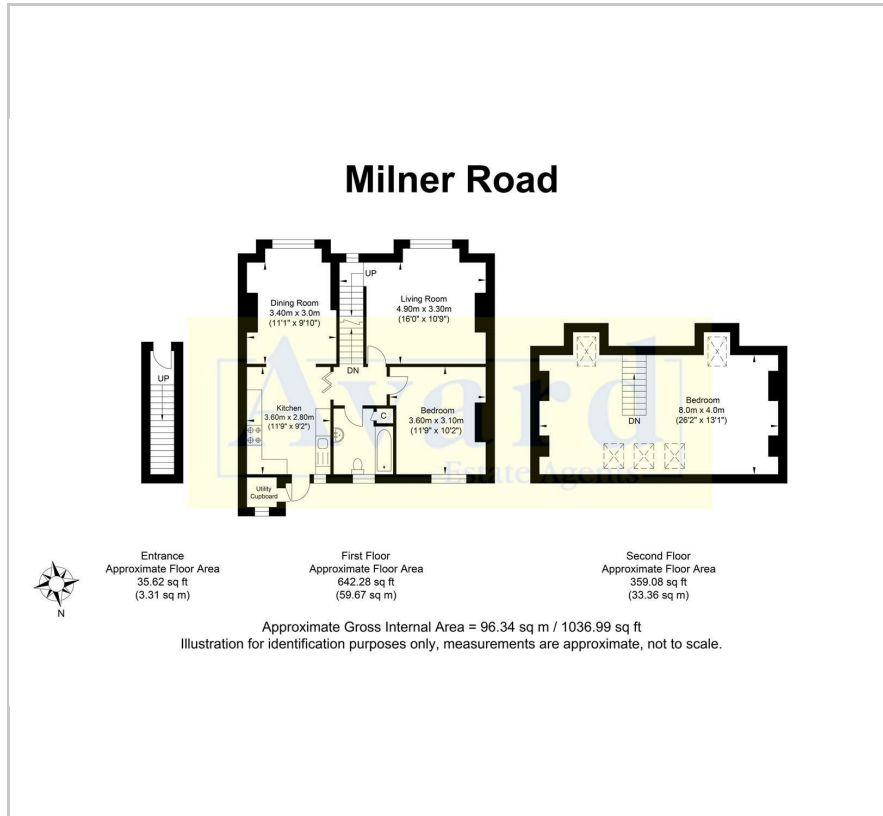 Milner Road
Dining Room
3.40m x 3.0m
(11'1" x 9'10")
UP
Living Room
4.90m x 3.30m
(16'0" x 10'9")
DN
UP
Kitchen
3.60m x 2.80m
(11'9" x 9'2")
C
Bedroom
3.60m x 3.10m
(11'9" x 10'2")
Bedroom
8.0m x 4.0m
(26'2" x 13'1")
DN
Utility
Cupboard
Avard
Estate Agents
Entrance
Approximate Floor Area
35.62 sq ft
(3.31 sq m)
First Floor
Approximate Floor Area
642.28 sq ft
(59.67 sq m)
Second Floor
Approximate Floor Area
359.08 sq ft
(33.36 sq m)
N
Approximate Gross Internal Area = 96.34 sq m / 1036.99 sq ft
Illustration for identification purposes only, measurements are approximate, not to scale.